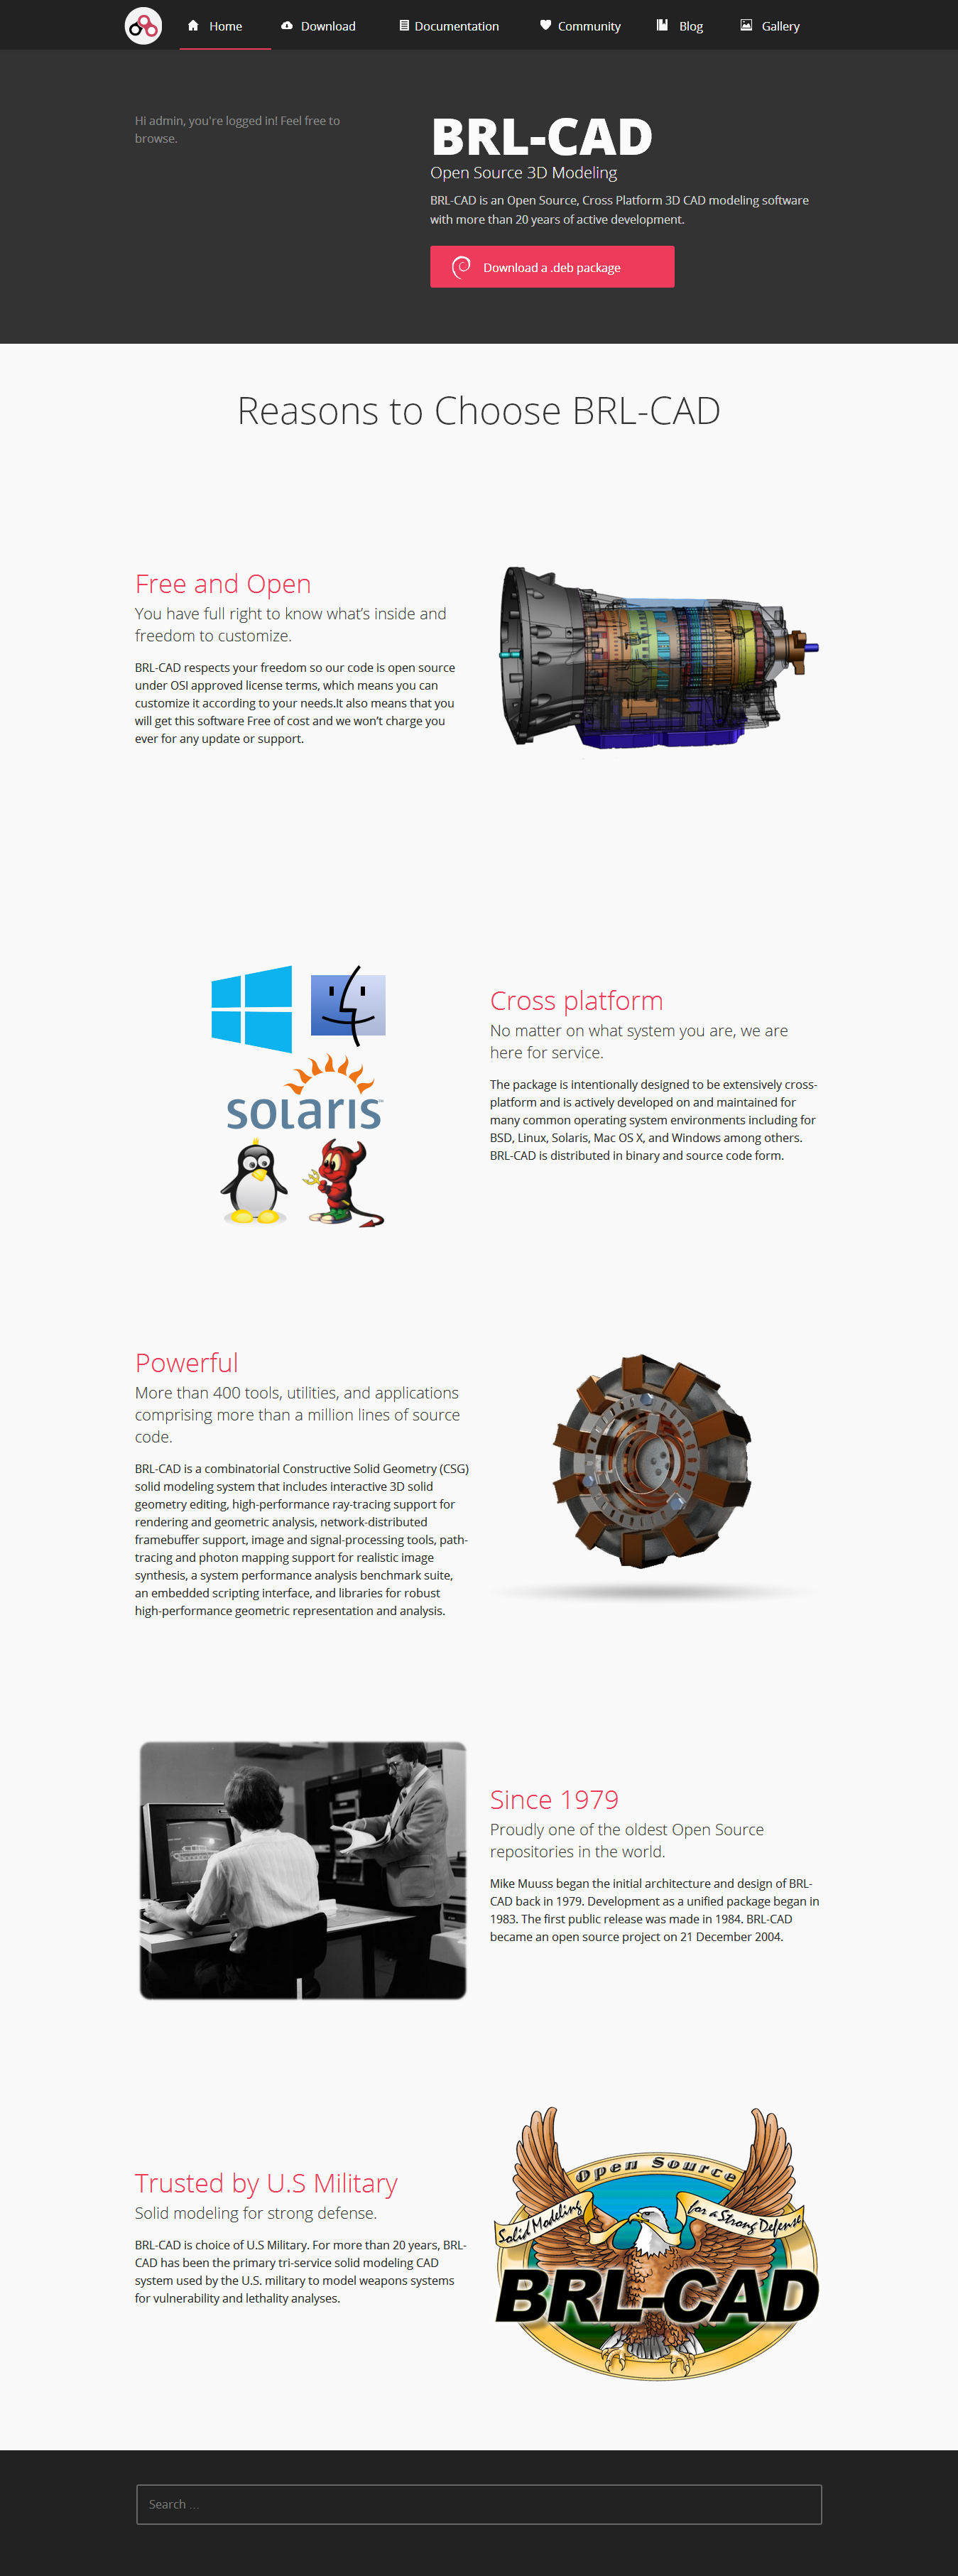 Home
Download
Documentation
Community
Blog
Gallery
Hi admin, you're logged in! Feel free to
browse.
BRL-CAD
Open Source 3D Modeling
BRL-CAD is an Open Source, Cross Platform 3D CAD modeling software
with more than 20 years of active development.
Download a .deb package
Reasons to Choose BRL-CAD
Free and Open
You have full right to know what’s inside and
freedom to customize.
BRL-CAD respects your freedom so our code is open source
under OSI approved license terms, which means you can
customize it according to your needs.It also means that you
will get this software Free of cost and we won’t charge you
ever for any update or support.
solaris™
Cross platform
No matter on what system you are, we are
here for service.
The package is intentionally designed to be extensively cross-
platform and is actively developed on and maintained for
many common operating system environments including for
BSD, Linux, Solaris, Mac OS X, and Windows among others.
BRL-CAD is distributed in binary and source code form.
Powerful
More than 400 tools, utilities, and applications
comprising more than a million lines of source
code.
BRL-CAD is a combinatorial Constructive Solid Geometry (CSG)
solid modeling system that includes interactive 3D solid
geometry editing, high-performance ray-tracing support for
rendering and geometric analysis, network-distributed
framebuffer support, image and signal-processing tools, path-
tracing and photon mapping support for realistic image
synthesis, a system performance analysis benchmark suite,
an embedded scripting interface, and libraries for robust
high-performance geometric representation and analysis.
Since 1979
Proudly one of the oldest Open Source
repositories in the world.
Mike Muuss began the initial architecture and design of BRL-
CAD back in 1979. Development as a unified package began in
1983. The first public release was made in 1984. BRL-CAD
became an open source project on 21 December 2004.
Trusted by U.S Military
Solid modeling for strong defense.
BRL-CAD is choice of U.S Military. For more than 20 years, BRL-
CAD has been the primary tri-service solid modeling CAD
system used by the U.S. military to model weapons systems
for vulnerability and lethality analyses.
Open Source
Solid Modeling
for a Strong Defense
BRL-CAD
Search ...